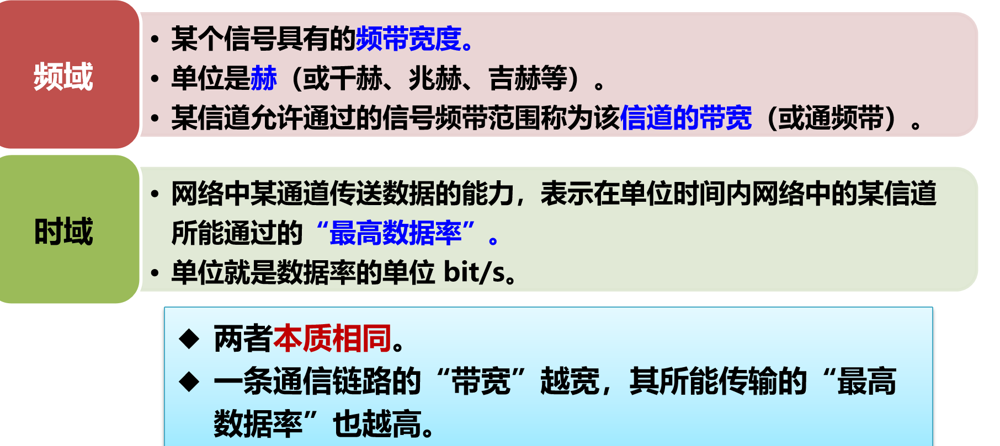 频域
• 某个信号具有的频带宽度。
• 单位是赫（或千赫、兆赫、吉赫等）。
• 某信道允许通过的信号频带范围称为该信道的带宽（或通频带）。
时域
• 网络中某通道传送数据的能力，表示在单位时间内网络中的某信道
所能通过的“最高数据率”。
• 单位就是数据率的单位 bit/s。
◆ 两者本质相同。
◆ 一条通信链路的“带宽”越宽，其所能传输的“最高
数据率”也越高。